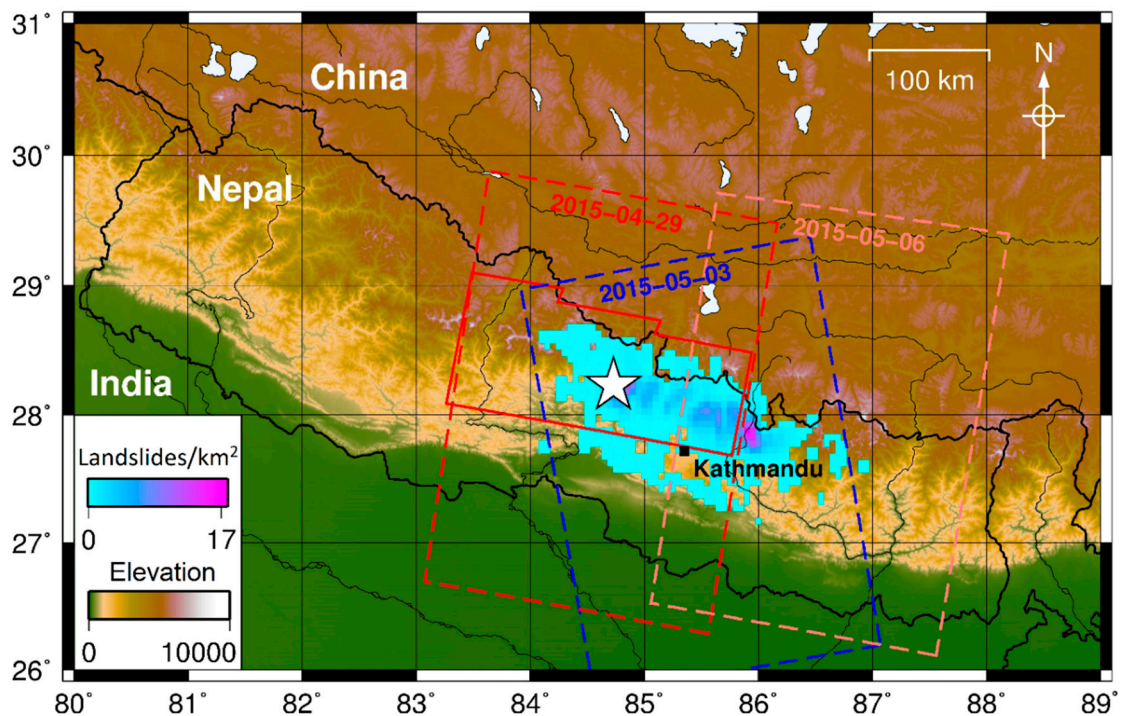 31°
30°
29°
28°
27°
26°
80°
81°
82°
83°
84°
85°
86°
87°
88°
89°
China
Nepal
India
100 km
N
2015-04-29
2015-05-06
2015-05-03
Kathmandu
Landslides/km²
0 17
Elevation
0 10000